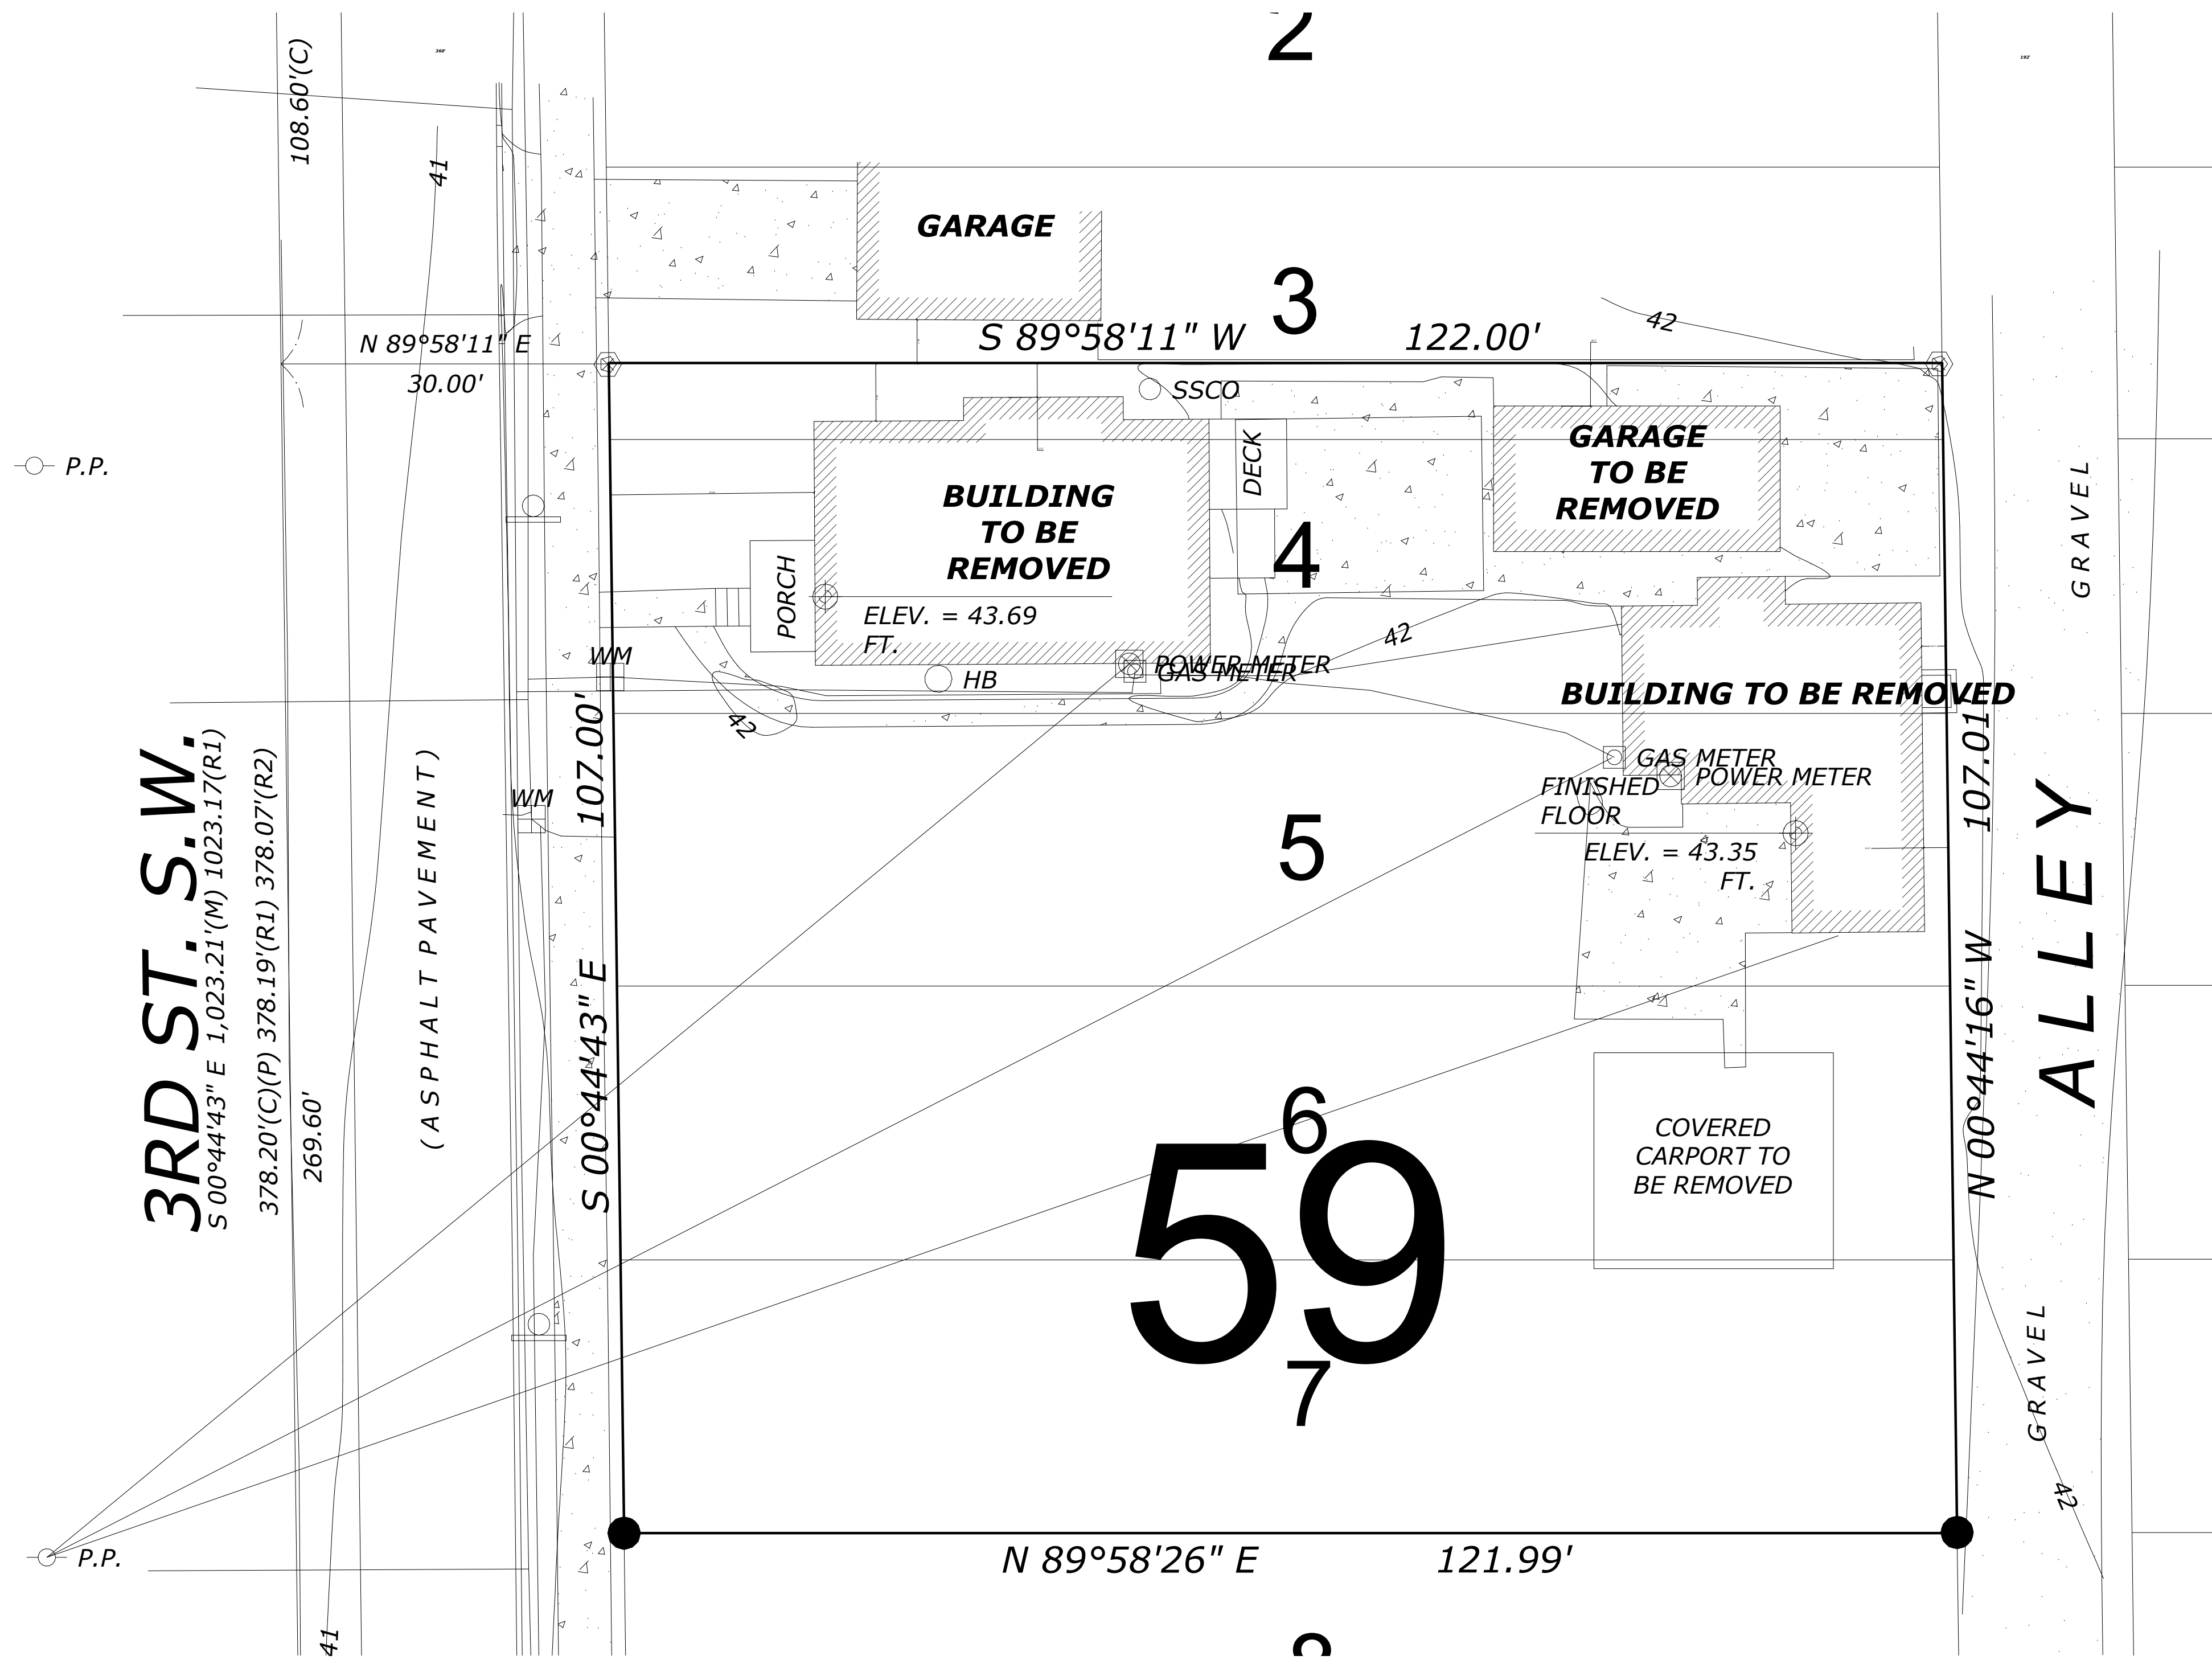 2
108.60'(C)
360'
192'
41
GARAGE
3
S 89°58'11" W 122.00'
42
N 89°58'11" E
30.00'
P.P.
SSCO
DECK
BUILDING
TO BE
REMOVED
GARAGE
TO BE
REMOVED
GRAVEL
4
PORCH
ELEV. = 43.69
FT.
WM
HB
POWER METER
GAS METER
42
42
BUILDING TO BE REMOVED
GAS METER
POWER METER
FINISHED
FLOOR
ELEV. = 43.35
FT.
WM
3RD ST. S.W.
S 00°44'43" E 1,023.21'(M) 1023.17(R1)
378.20'(C)(P) 378.19'(R1) 378.07'(R2)
269.60'
(ASPHALT PAVEMENT)
S 00°44'43" E 107.00'
5
N 00°44'16" W 107.01'
ALLEY
6
59
7
COVERED
CARPORT TO
BE REMOVED
GRAVEL
42
P.P.
N 89°58'26" E 121.99'
41